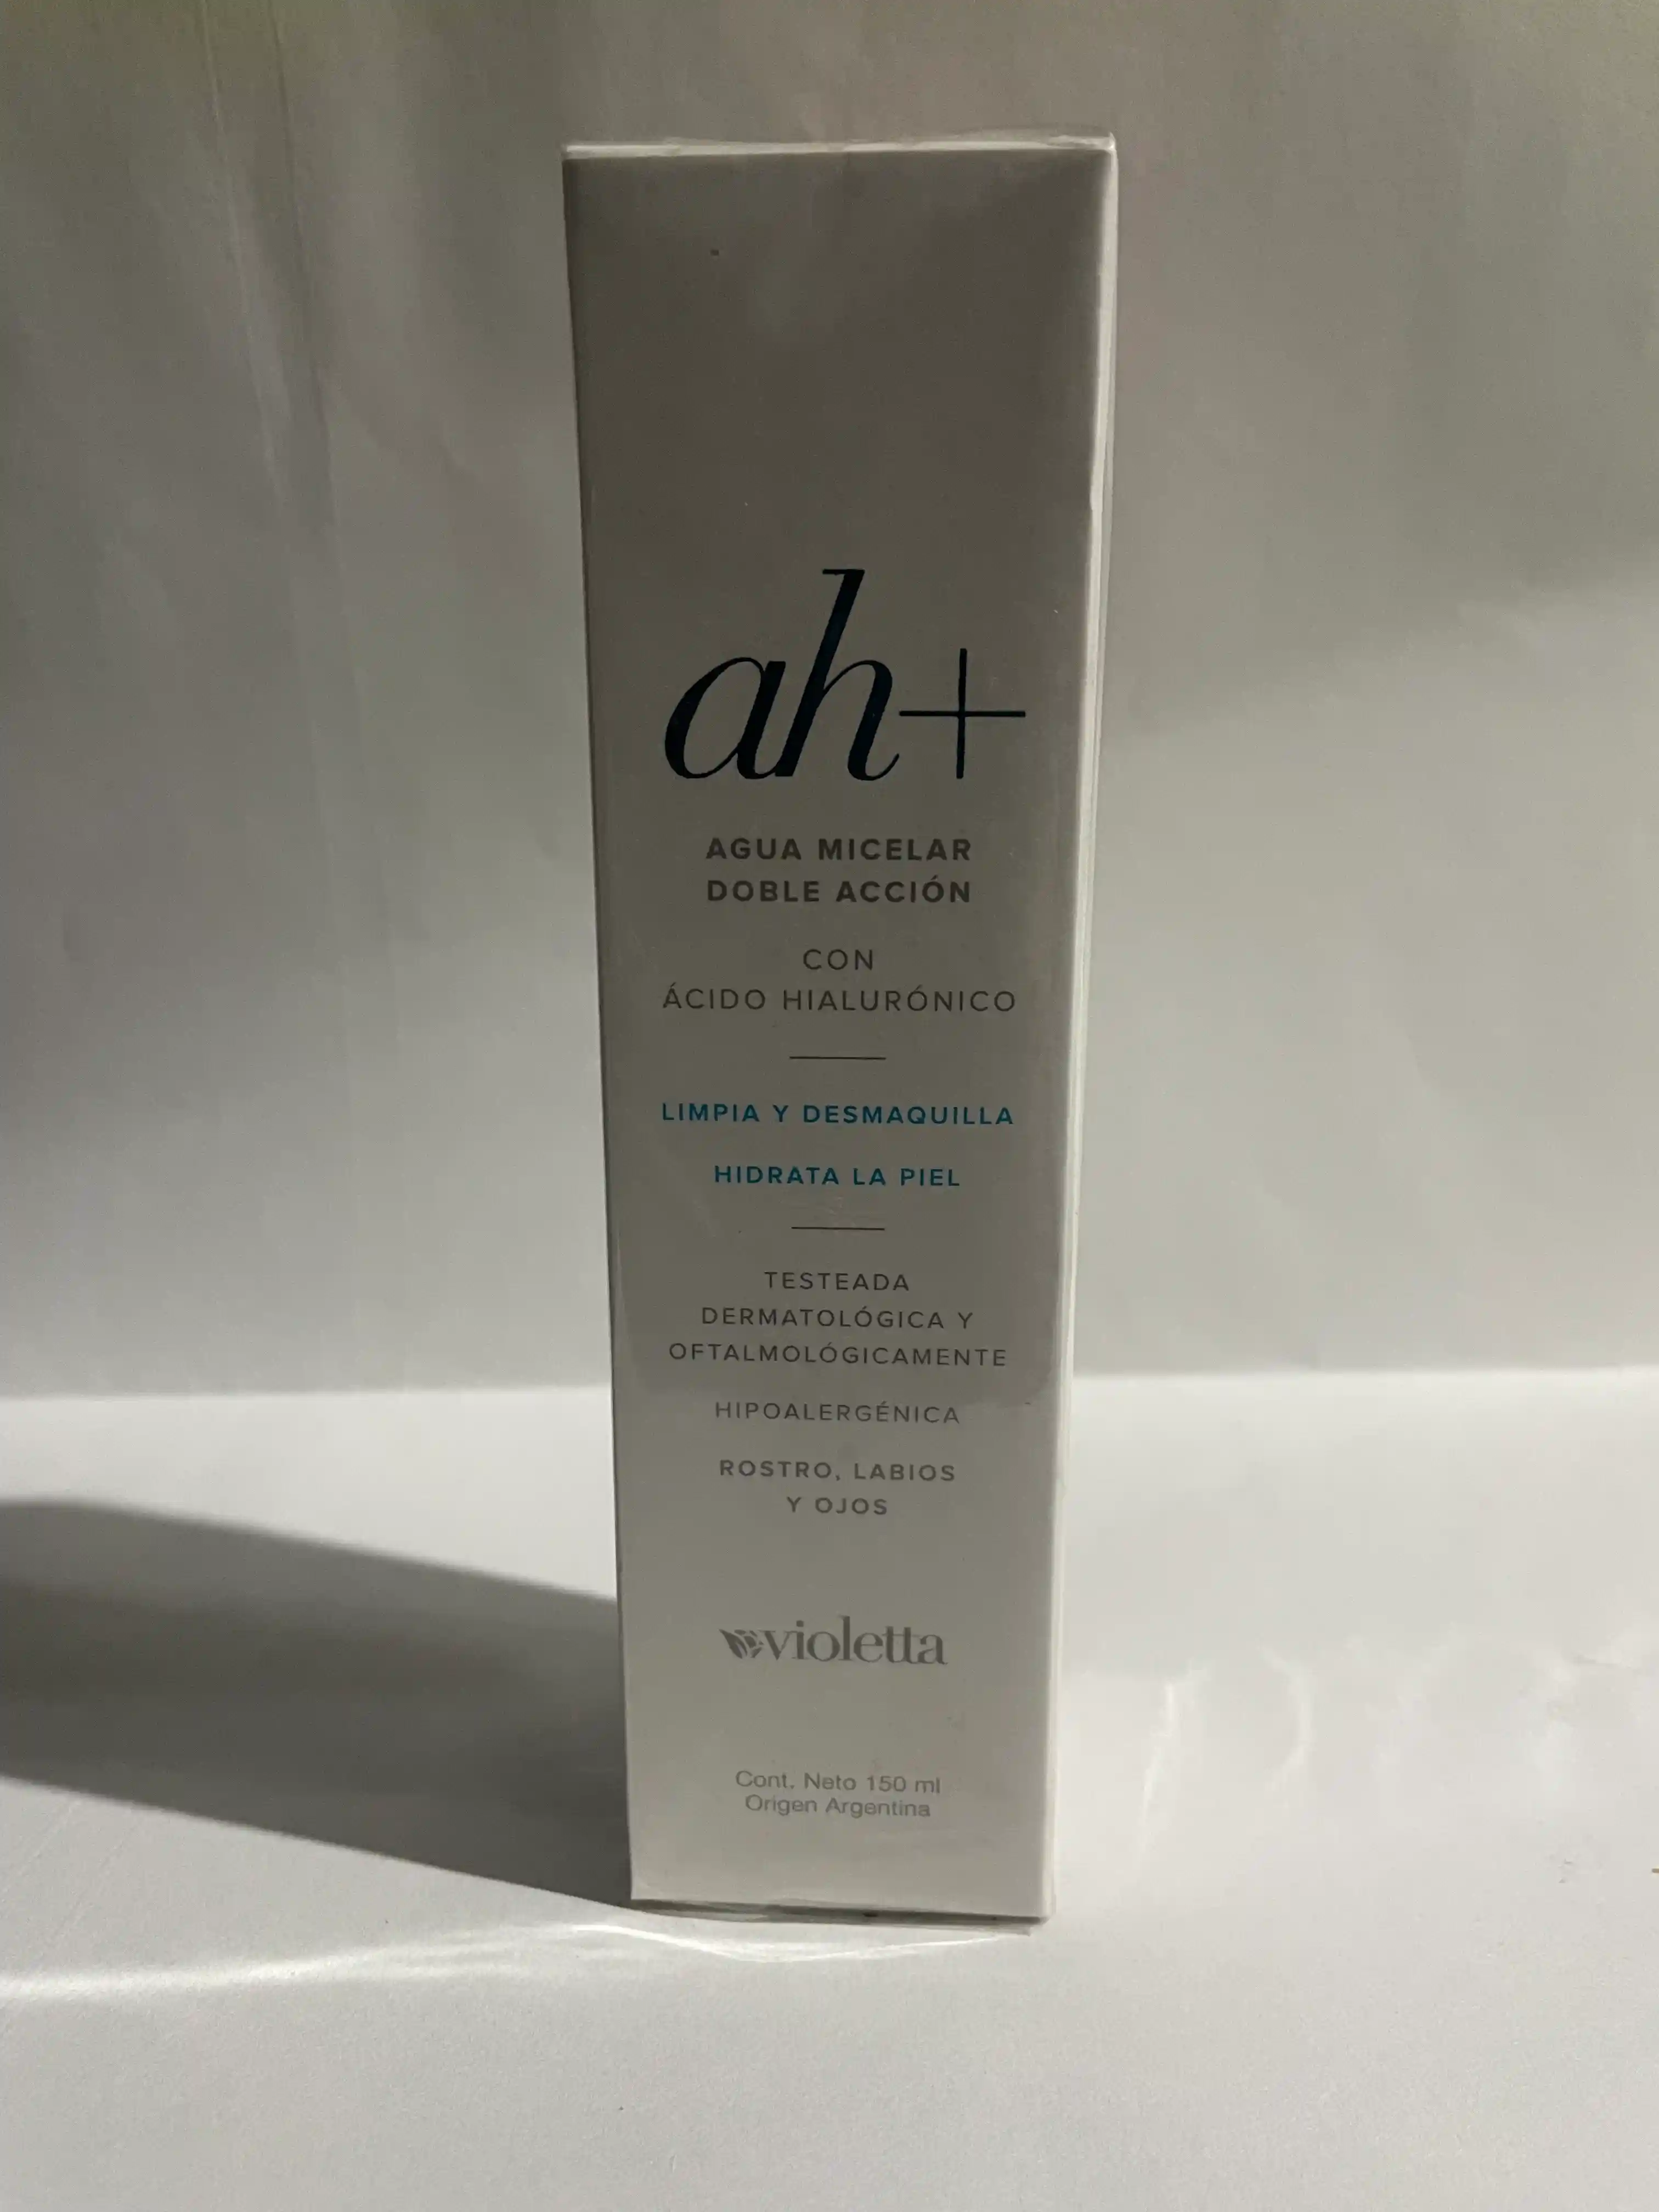 ah+
AGUA MICELAR
DOBLE ACCIÓN
CON
ÁCIDO HIALURÓNICO
LIMPIA Y DESMAQUILLA
HIDRATA LA PIEL
TESTEADA
DERMATOLÓGICA Y
OFTALMOLÓGICAMENTE
HIPOALERGÉNICA
ROSTRO, LABIOS
Y OJOS
violetta
Cont. Neto 150 ml
Origen Argentina